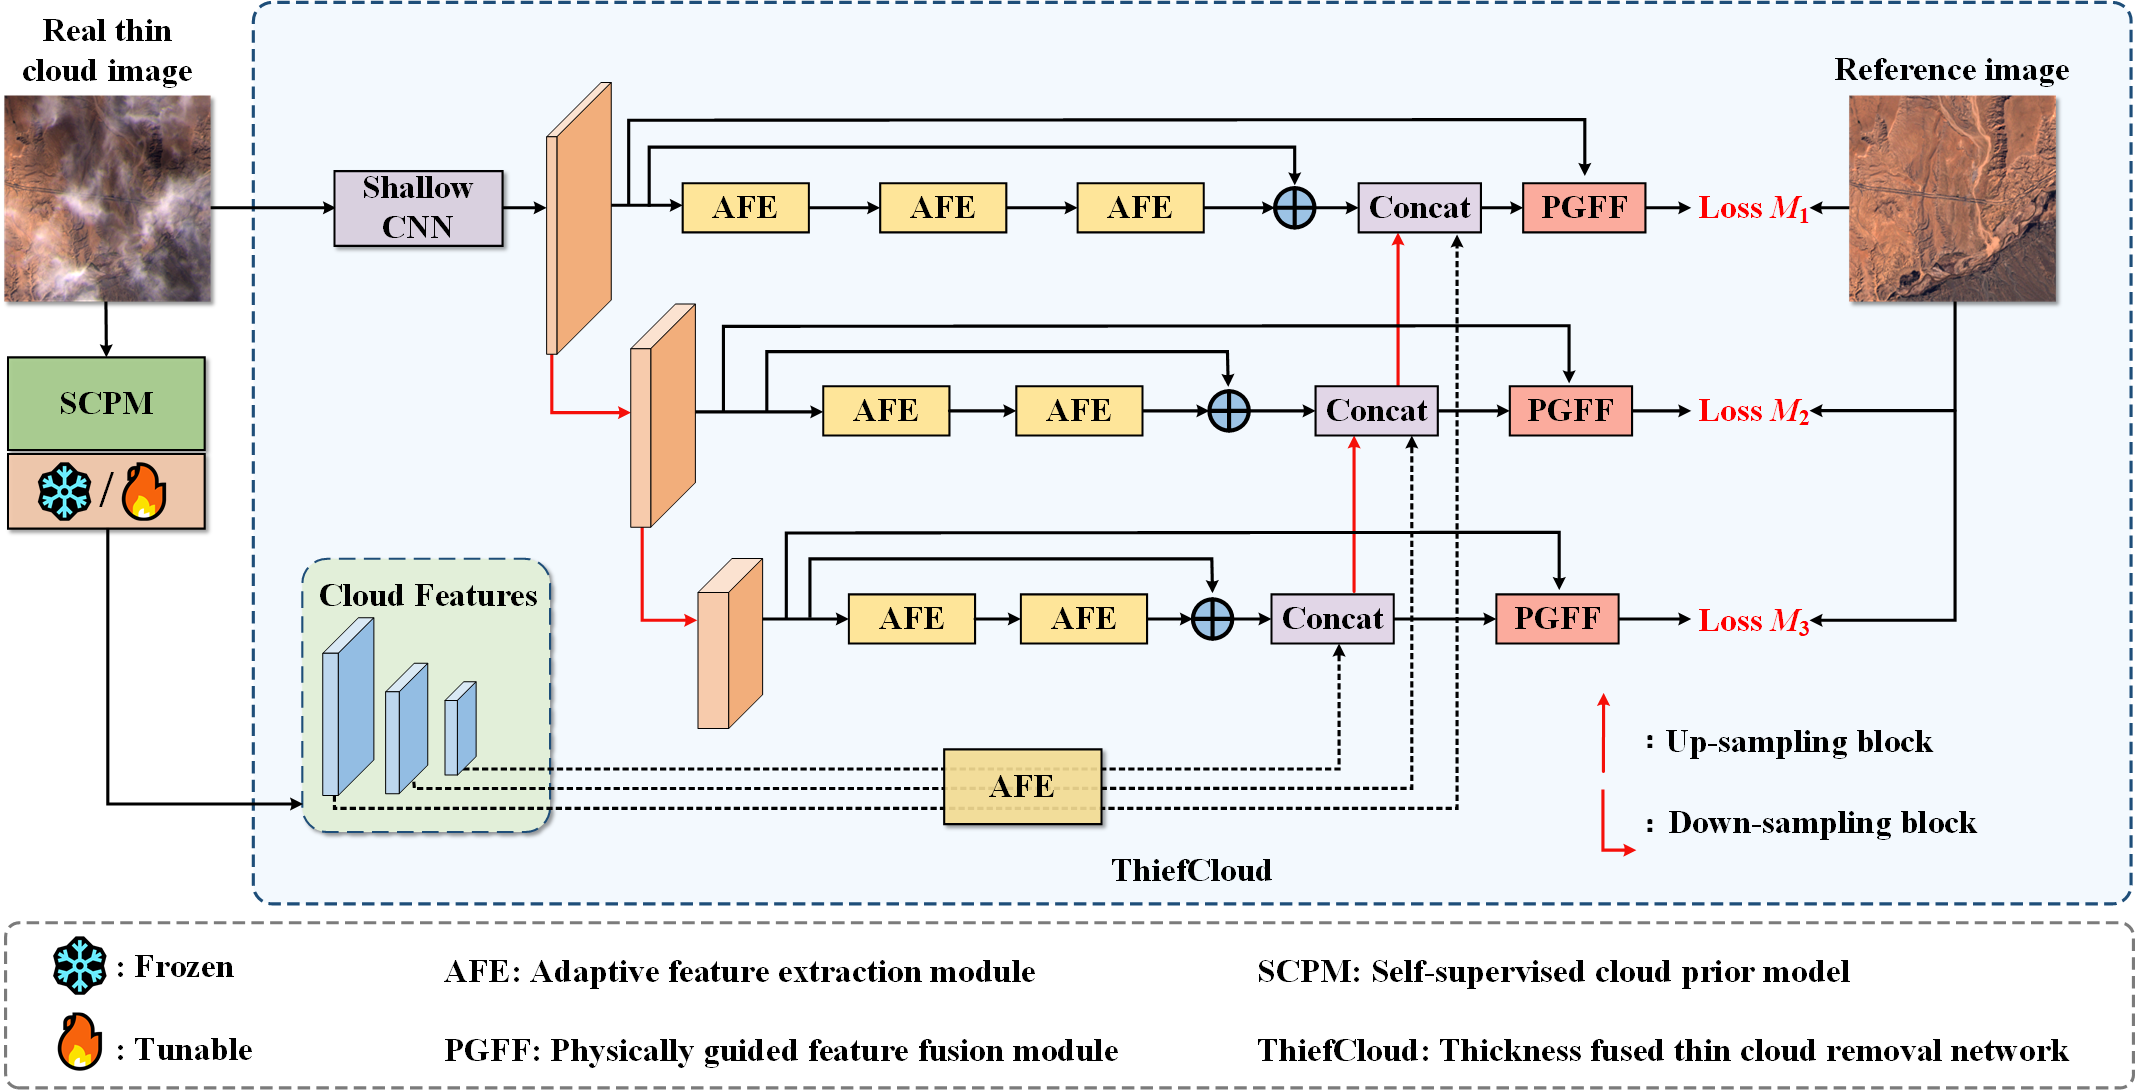 Real thin
cloud image
Reference image
Shallow
CNN
AFE
AFE
AFE
Concat
PGFF
Loss M1
SCPM
/
AFE
AFE
Concat
PGFF
Loss M2
Cloud Features
AFE
AFE
Concat
PGFF
Loss M3
AFE
: Up-sampling block
: Down-sampling block
ThiefCloud
: Frozen
AFE: Adaptive feature extraction module
SCPM: Self-supervised cloud prior model
: Tunable
PGFF: Physically guided feature fusion module
ThiefCloud: Thickness fused thin cloud removal network